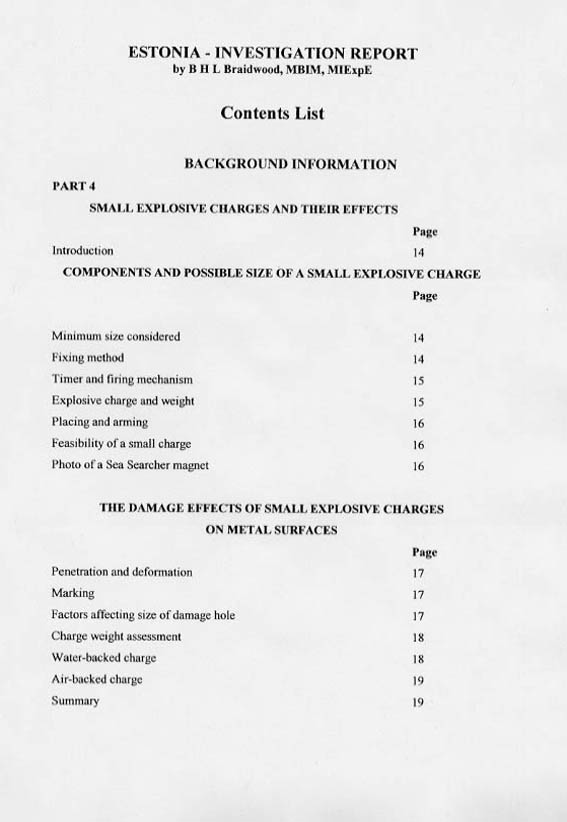 ESTONIA - INVESTIGATION REPORT
by B H L Braidwood, MBIM, MIExpE
Contents List
BACKGROUND INFORMATION
PART 4
SMALL EXPLOSIVE CHARGES AND THEIR EFFECTS
Page
Introduction 14
COMPONENTS AND POSSIBLE SIZE OF A SMALL EXPLOSIVE CHARGE
Page
Minimum size considered 14
Fixing method 14
Timer and firing mechanism 15
Explosive charge and weight 15
Placing and arming 16
Feasibility of a small charge 16
Photo of a Sea Searcher magnet 16
THE DAMAGE EFFECTS OF SMALL EXPLOSIVE CHARGES
ON METAL SURFACES
Page
Penetration and deformation 17
Marking 17
Factors affecting size of damage hole 17
Charge weight assessment 18
Water-backed charge 18
Air-backed charge 19
Summary 19